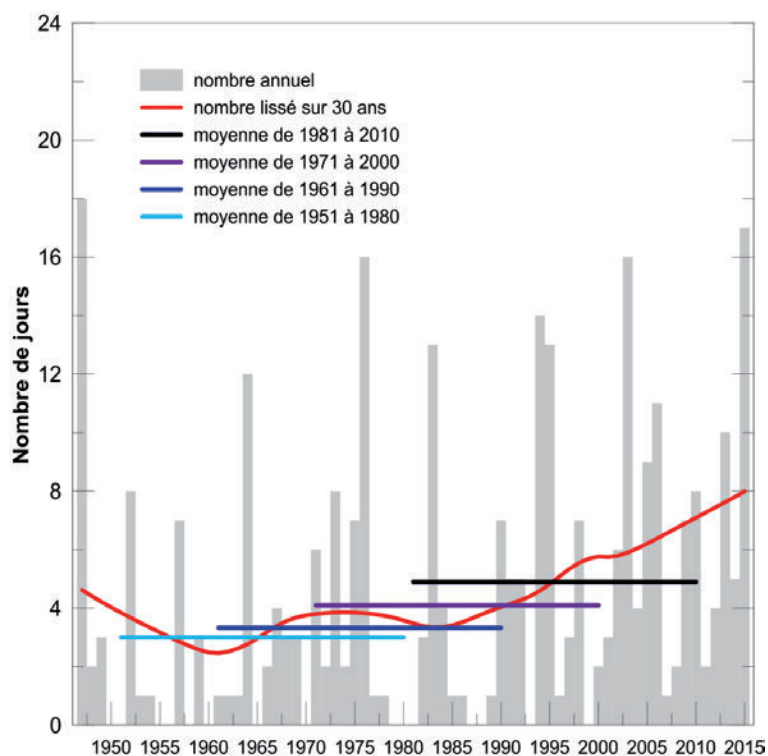 24
20
16
12
8
4
0
Nombre de jours
nombre annuel
nombre lissé sur 30 ans
moyenne de 1981 à 2010
moyenne de 1971 à 2000
moyenne de 1961 à 1990
moyenne de 1951 à 1980
1950 1955 1960 1965 1970 1975 1980 1985 1990 1995 2000 2005 2010 2015